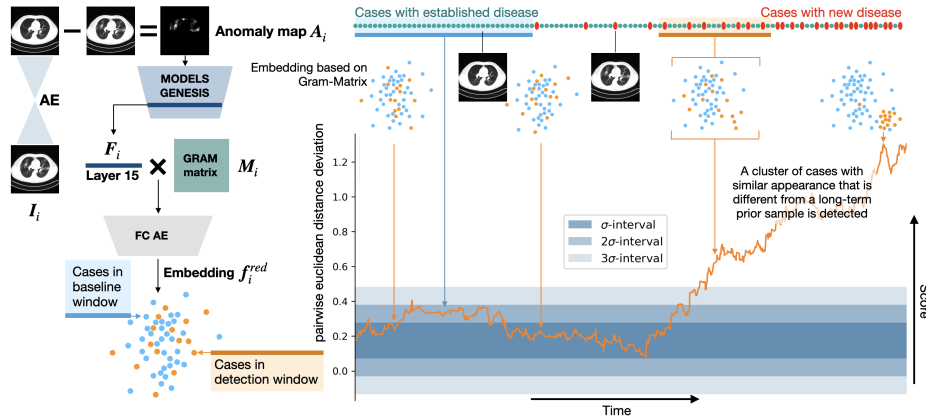 Anomaly map A_i
AE
MODELS
GENESIS
F_i
Layer 15
GRAM
matrix
M_i
I_i
FC AE
Embedding f_i^{red}
Cases in
baseline
window
Cases in
detection window
Cases with established disease
Cases with new disease
Embedding based on
Gram-Matrix
A cluster of cases with
similar appearance that is
different from a long-term
prior sample is detected
σ-interval
2σ-interval
3σ-interval
pairwise euclidean distance deviation
1.2
1.0
0.8
0.6
0.4
0.2
0.0
Time
Score